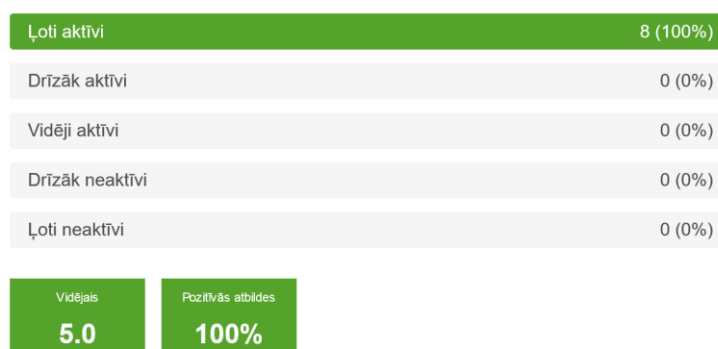 Ļoti aktīvi 8 (100%)
Drīzāk aktīvi 0 (0%)
Vidēji aktīvi 0 (0%)
Drīzāk neaktīvi 0 (0%)
Ļoti neaktīvi 0 (0%)
Vidējais Pozitīvās atbildes
5.0 100%